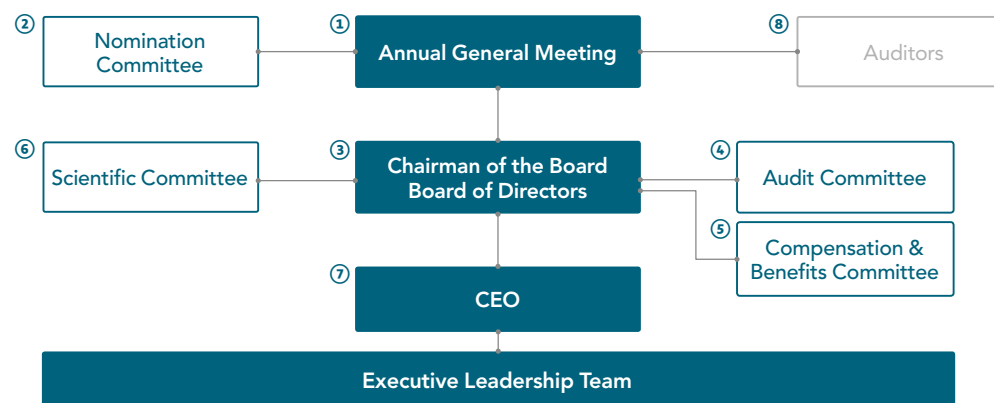 ②
Nomination
Committee
①
Annual General Meeting
⑧
Auditors
⑥
Scientific Committee
③
Chairman of the Board
Board of Directors
④
Audit Committee
⑤
Compensation &
Benefits Committee
⑦
CEO
Executive Leadership Team